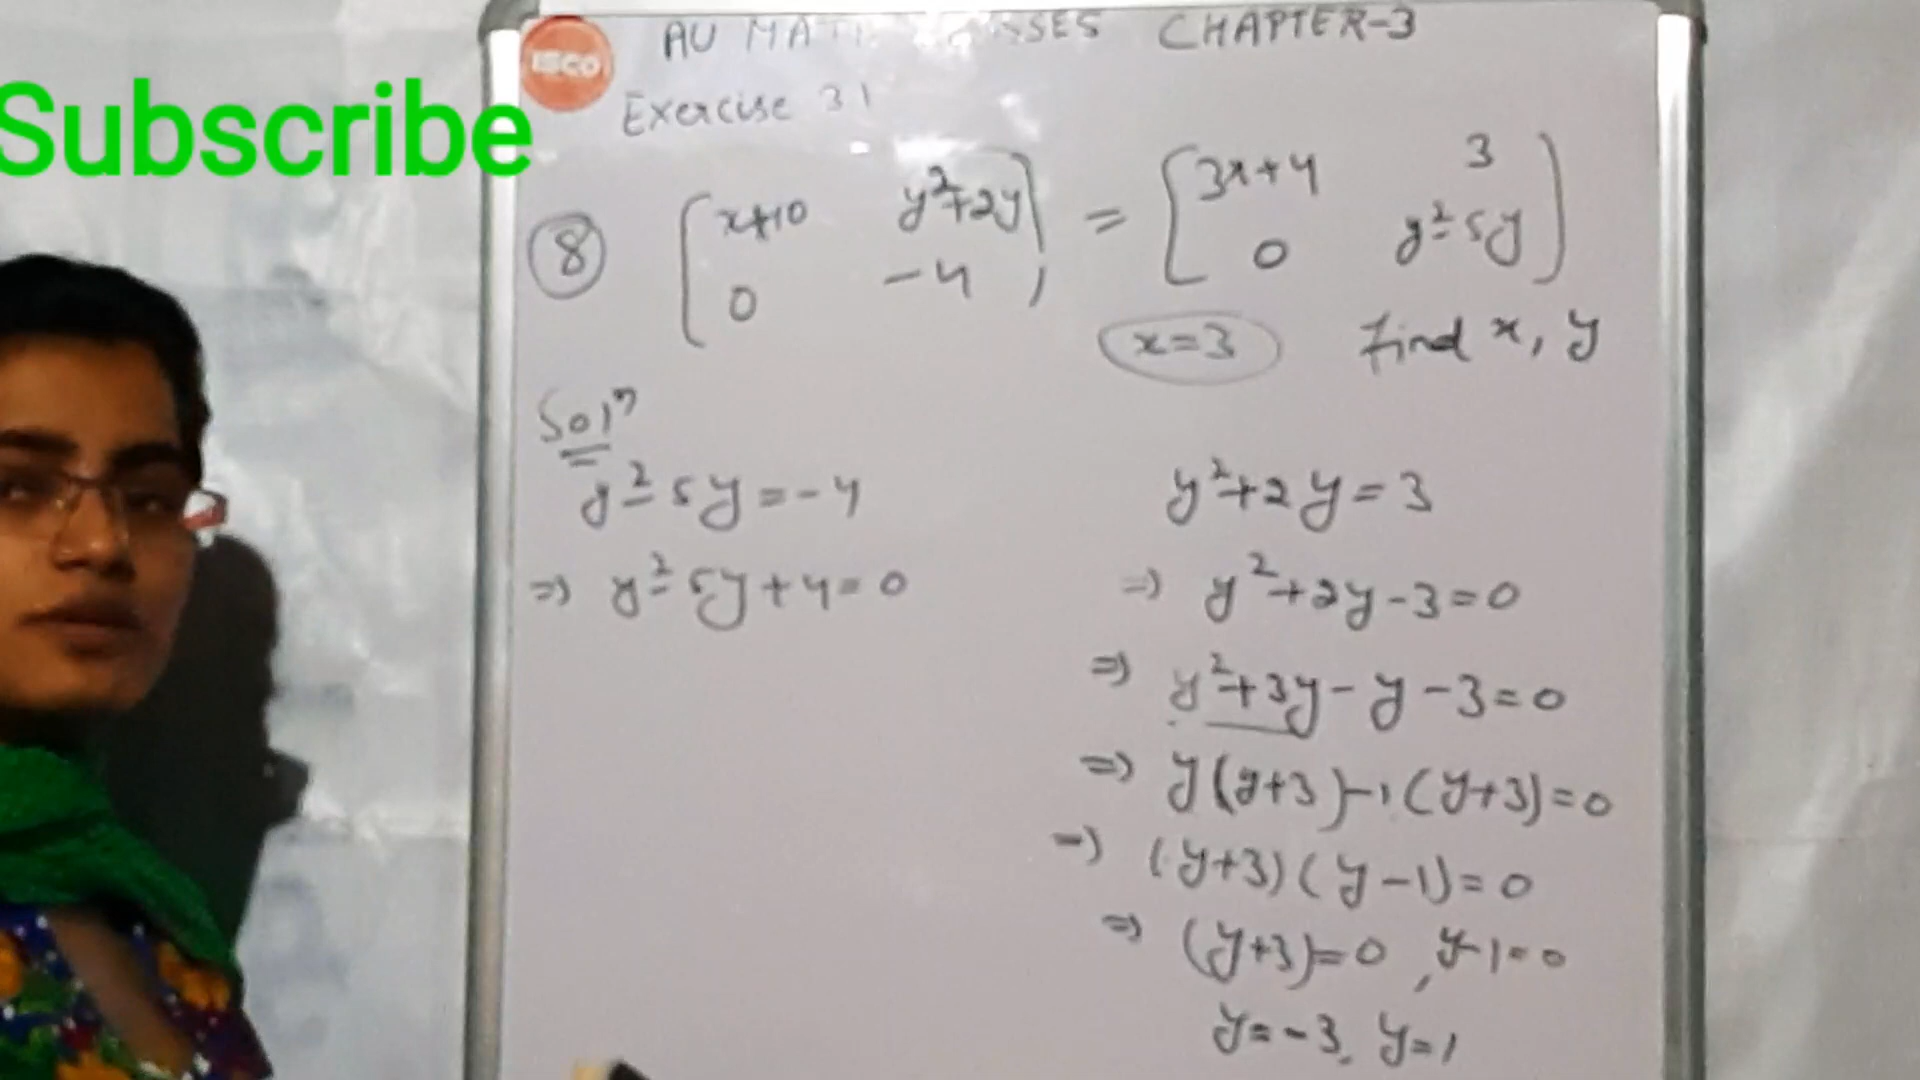 AU MATH CLASSES CHAPTER-3
ISCO
Subscribe
Exercise 3.1
8 [x+10 y²+2y = [3x+4 3
0 -4] 0 y²-5y]
x=3 Find x, y
Solⁿ
y²-5y=-4
⇒ y²-5y+4=0
y²+2y=3
⇒ y²+2y-3=0
⇒ y²+3y-y-3=0
⇒ y(y+3)-1(y+3)=0
⇒ (y+3)(y-1)=0
⇒ (y+3)=0, y-1=0
y=-3, y=1